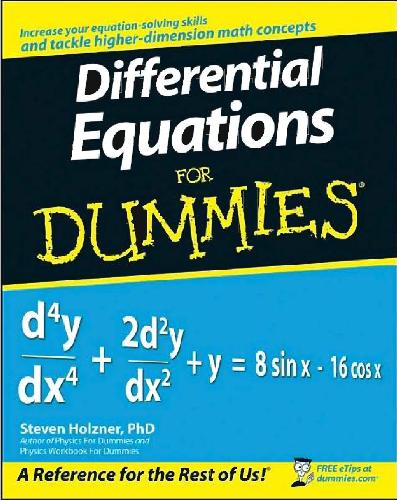 Increase your equation-solving skills
and tackle higher-dimension math concepts
Differential
Equations
FOR
DUMMIES®
d⁴y/dx⁴ + 2d²y/dx² + y = 8 sin x - 16 cos x
Steven Holzner, PhD
Author of Physics For Dummies and
Physics Workbook For Dummies
A Reference for the Rest of Us!®
FREE eTips at
dummies.com®